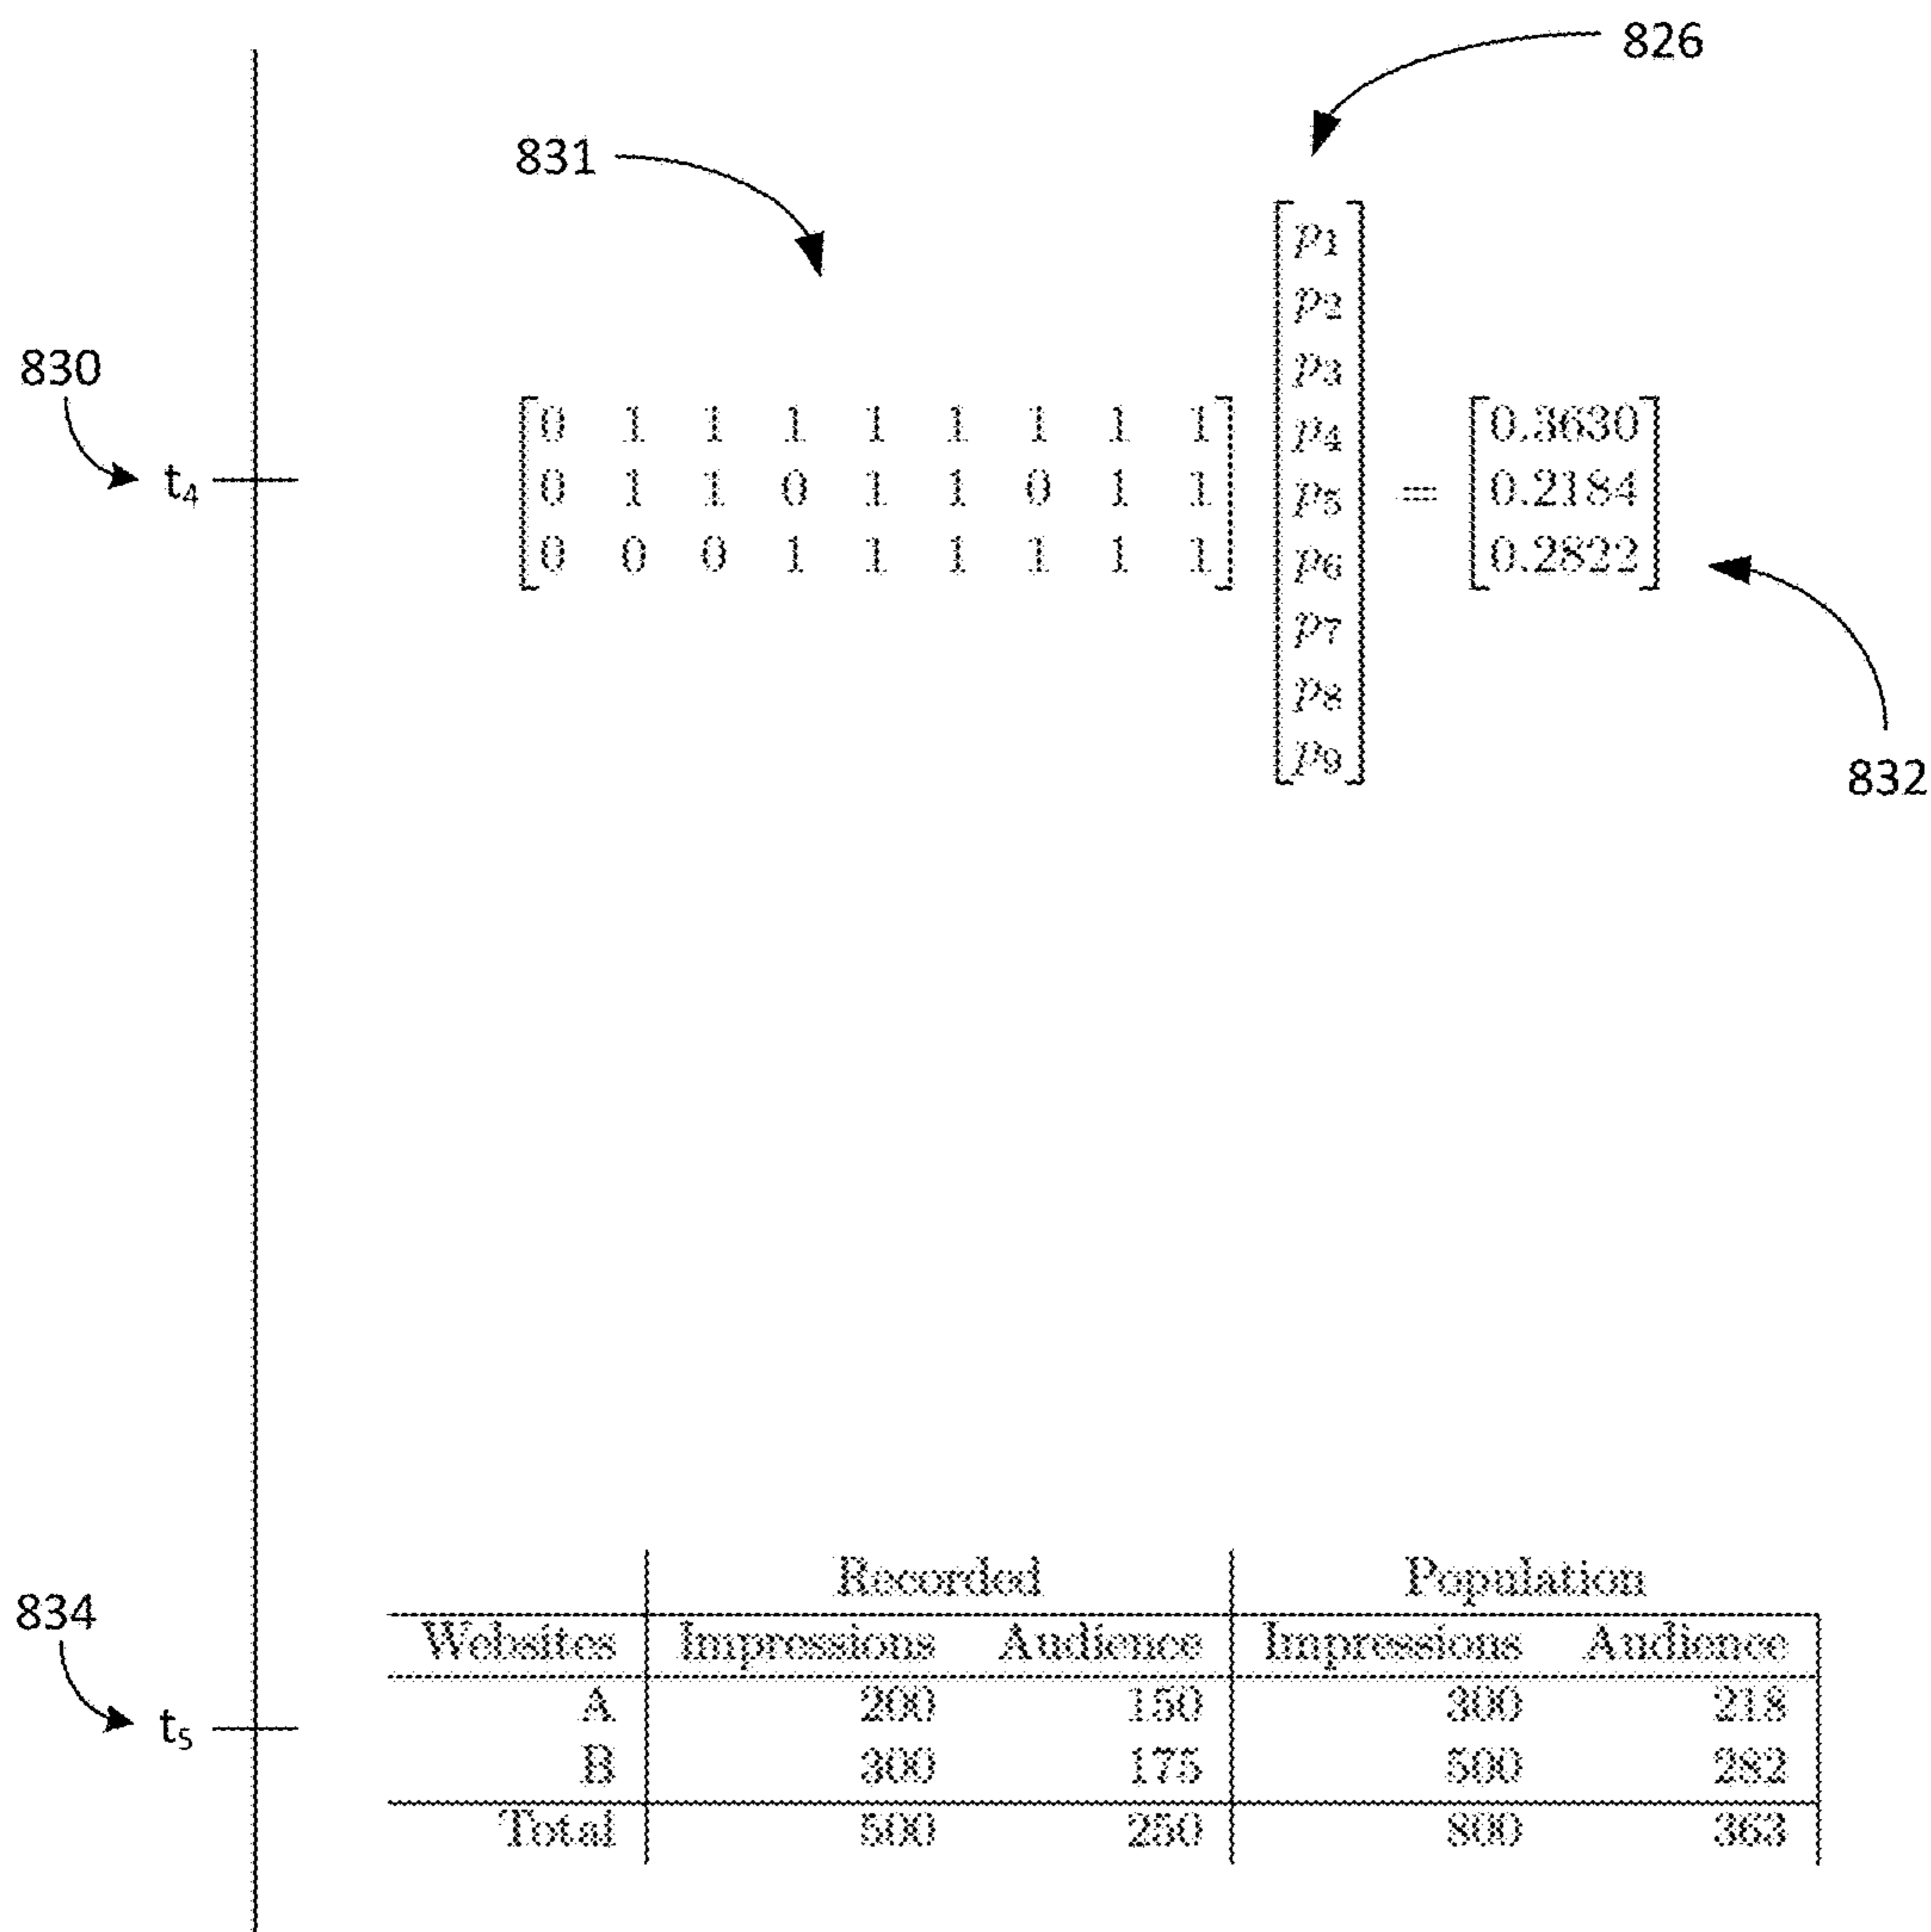 826
831
p1
p2
p3
830
0 1 1 1 1 1 1 1 1 p4 0.3630
t4 0 1 1 0 1 1 0 1 1 p5 = 0.2184
0 0 0 1 1 1 1 1 1 p6 0.2822
p7
p8
p9
832
Recorded Population
834
Websites Impressions Audience Impressions Audience
A 200 150 300 218
t5
B 300 175 500 282
Total 500 250 800 363